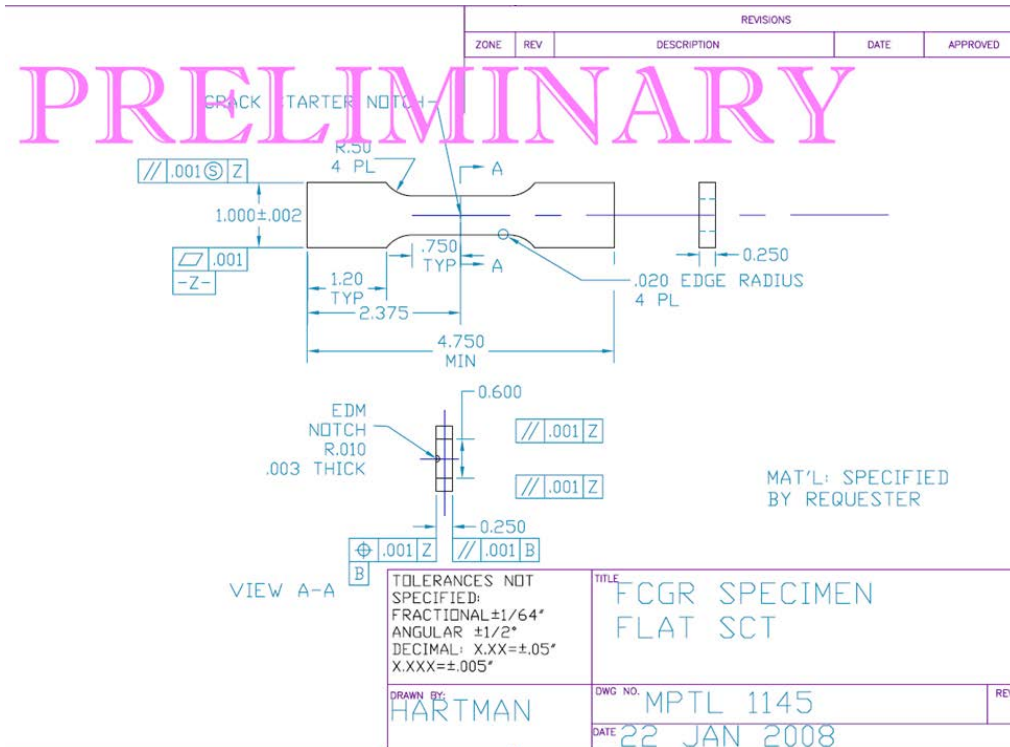 REVISIONS
ZONE REV DESCRIPTION DATE APPROVED
PRELIMINARY
CRACK STARTER NOTCH
R.50
4 PL
A
// .001 Ⓢ Z
1.000±.002
⏥ .001
-Z-
.750
TYP
A
1.20
TYP
2.375
4.750
MIN
0.250
.020 EDGE RADIUS
4 PL
0.600
EDM
NOTCH
R.010
.003 THICK
// .001 Z
// .001 Z
MAT'L: SPECIFIED
BY REQUESTER
0.250
⌖ .001 Z
// .001 B
B
VIEW A-A
TOLERANCES NOT
SPECIFIED:
FRACTIONAL±1/64"
ANGULAR ±1/2°
DECIMAL: X.XX=±.05"
X.XXX=±.005"
TITLE
FCGR SPECIMEN
FLAT SCT
DRAWN BY:
HARTMAN
DWG NO. MPTL 1145
REV
DATE 22 JAN 2008